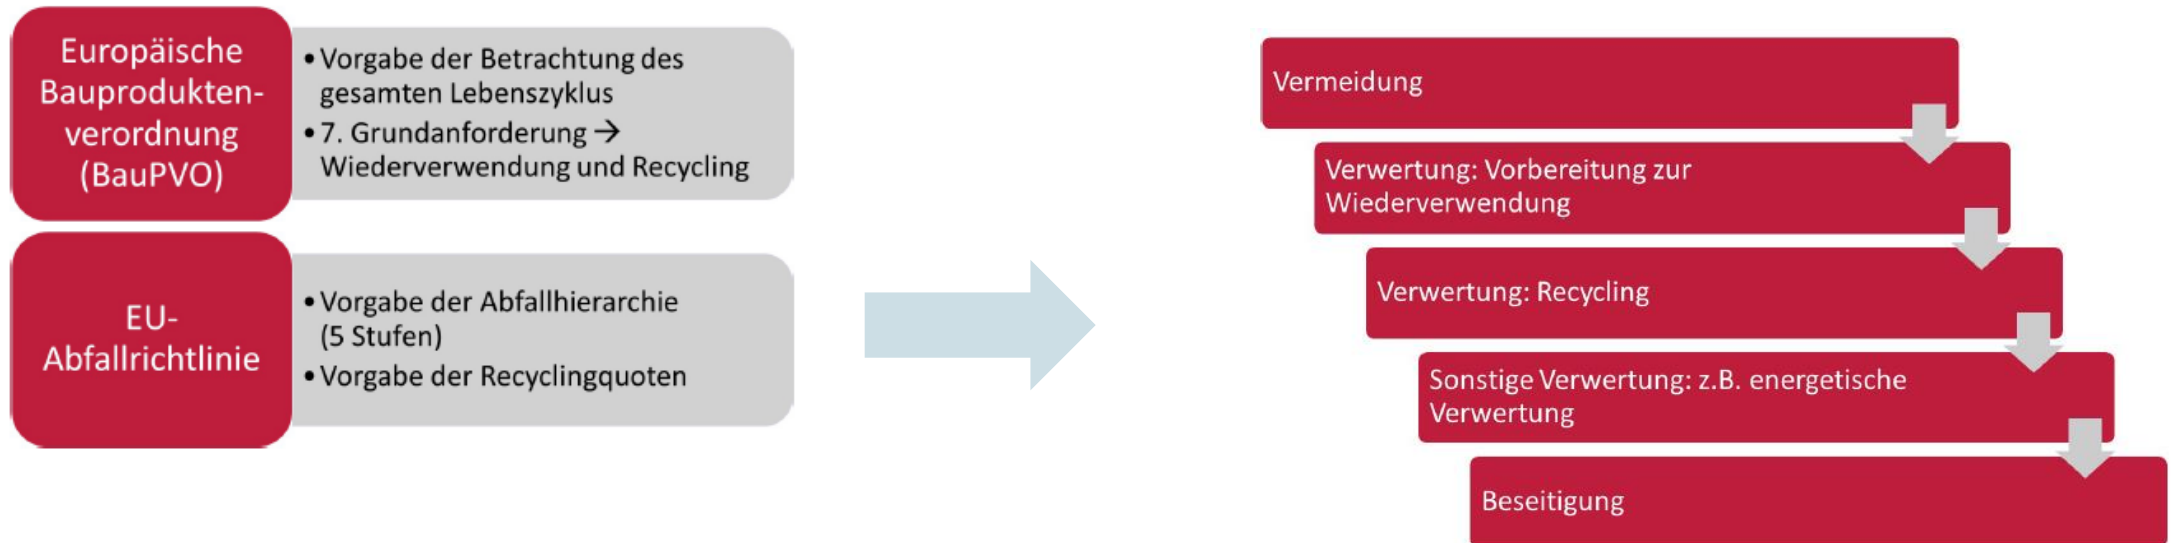 Europäische
Bauprodukten-
verordnung
(BauPVO)
• Vorgabe der Betrachtung des
gesamten Lebenszyklus
• 7. Grundanforderung →
Wiederverwendung und Recycling
EU-
Abfallrichtlinie
• Vorgabe der Abfallhierarchie
(5 Stufen)
• Vorgabe der Recyclingquoten
Vermeidung
Verwertung: Vorbereitung zur
Wiederverwendung
Verwertung: Recycling
Sonstige Verwertung: z.B. energetische
Verwertung
Beseitigung